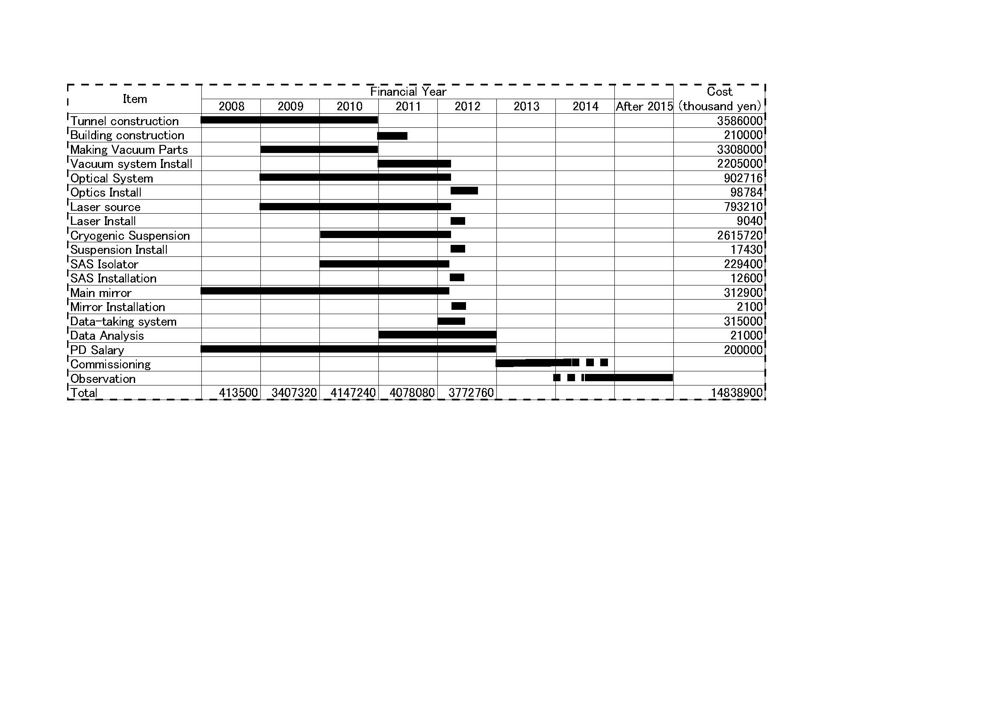 Item Financial Year Cost
2008 2009 2010 2011 2012 2013 2014 After 2015 (thousand yen)
Tunnel construction 3586000
Building construction 210000
Making Vacuum Parts 3308000
Vacuum system Install 2205000
Optical System 902716
Optics Install 98784
Laser source 793210
Laser Install 9040
Cryogenic Suspension 2615720
Suspension Install 17430
SAS Isolator 229400
SAS Installation 12600
Main mirror 312900
Mirror Installation 2100
Data-taking system 315000
Data Analysis 21000
PD Salary 200000
Commissioning
Observation
Total 413500 3407320 4147240 4078080 3772760 14838900